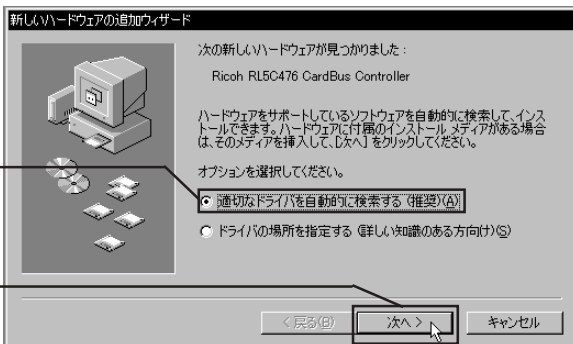 新しいハードウェアの追加ウィザード
次の新しいハードウェアが見つかりました :
Ricoh RL5C476 CardBus Controller
ハードウェアをサポートしているソフトウェアを自動的に検索して、インス
トールできます。ハードウェアに付属のインストール メディアがある場合
は、そのメディアを挿入して、[次へ] をクリックしてください。
オプションを選択してください。
適切なドライバを自動的に検索する (推奨)(A)
ドライバの場所を指定する (詳しい知識のある方向け)(S)
< 戻る(B)
次へ >
キャンセル